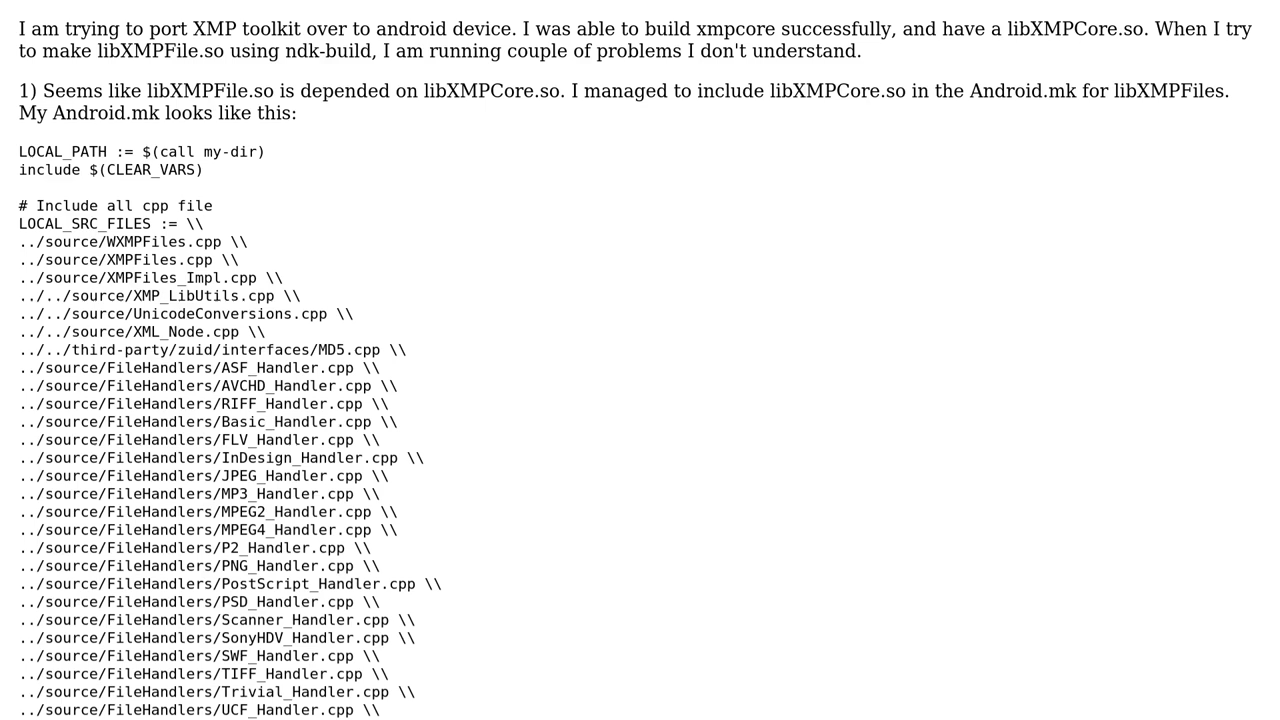 I am trying to port XMP toolkit over to android device. I was able to build xmpcore successfully, and have a libXMPCore.so. When I try
to make libXMPFile.so using ndk-build, I am running couple of problems I don't understand.
1) Seems like libXMPFile.so is depended on libXMPCore.so. I managed to include libXMPCore.so in the Android.mk for libXMPFiles.
My Android.mk looks like this:
LOCAL_PATH := $(call my-dir)
include $(CLEAR_VARS)
# Include all cpp file
LOCAL_SRC_FILES := \\
../source/WXMPFiles.cpp \\
../source/XMPFiles.cpp \\
../source/XMPFiles_Impl.cpp \\
../../source/XMP_LibUtils.cpp \\
../../source/UnicodeConversions.cpp \\
../../source/XML_Node.cpp \\
../../third-party/zuid/interfaces/MD5.cpp \\
../source/FileHandlers/ASF_Handler.cpp \\
../source/FileHandlers/AVCHD_Handler.cpp \\
../source/FileHandlers/RIFF_Handler.cpp \\
../source/FileHandlers/Basic_Handler.cpp \\
../source/FileHandlers/FLV_Handler.cpp \\
../source/FileHandlers/InDesign_Handler.cpp \\
../source/FileHandlers/JPEG_Handler.cpp \\
../source/FileHandlers/MP3_Handler.cpp \\
../source/FileHandlers/MPEG2_Handler.cpp \\
../source/FileHandlers/MPEG4_Handler.cpp \\
../source/FileHandlers/P2_Handler.cpp \\
../source/FileHandlers/PNG_Handler.cpp \\
../source/FileHandlers/PostScript_Handler.cpp \\
../source/FileHandlers/PSD_Handler.cpp \\
../source/FileHandlers/Scanner_Handler.cpp \\
../source/FileHandlers/SonyHDV_Handler.cpp \\
../source/FileHandlers/SWF_Handler.cpp \\
../source/FileHandlers/TIFF_Handler.cpp \\
../source/FileHandlers/Trivial_Handler.cpp \\
../source/FileHandlers/UCF_Handler.cpp \\